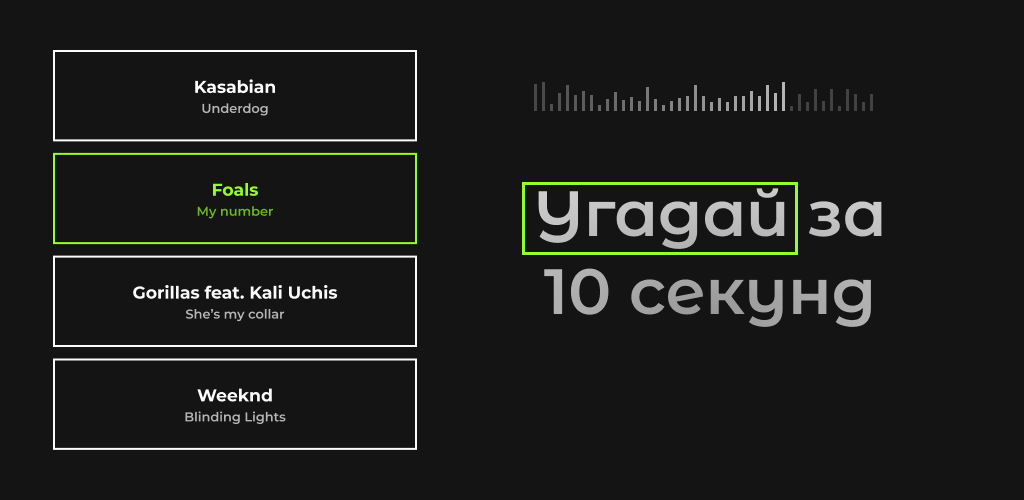 Kasabian
Underdog
Foals
My number
Gorillas feat. Kali Uchis
She's my collar
Weeknd
Blinding Lights
Угадай за
10 секунд